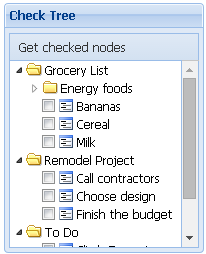 Check Tree
Get checked nodes
Grocery List
Energy foods
Bananas
Cereal
Milk
Remodel Project
Call contractors
Choose design
Finish the budget
To Do